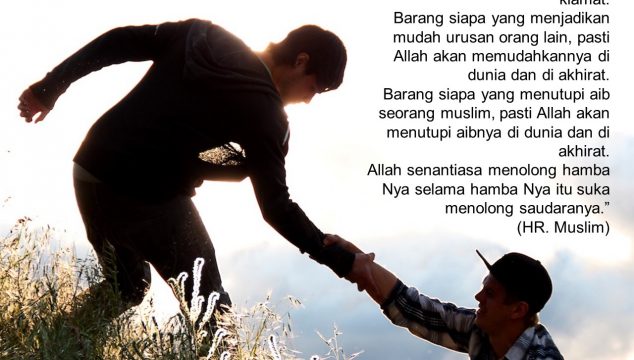 kiamat.
Barang siapa yang menjadikan
mudah urusan orang lain, pasti
Allah akan memudahkannya di
dunia dan di akhirat.
Barang siapa yang menutupi aib
seorang muslim, pasti Allah akan
menutupi aibnya di dunia dan di
akhirat.
Allah senantiasa menolong hamba
Nya selama hamba Nya itu suka
menolong saudaranya.”
(HR. Muslim)